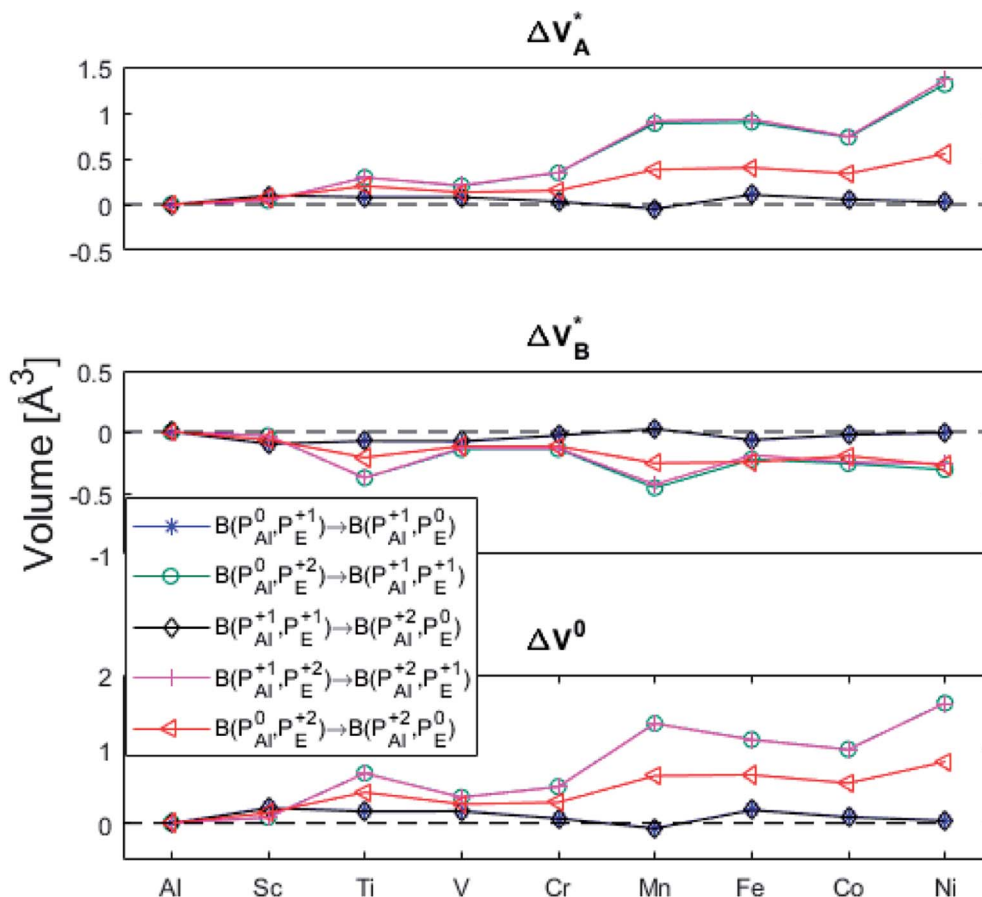 ΔV*A
1.5
1
0.5
0
-0.5
ΔV*B
0.5
0
-0.5
-1
Volume [Å³]
B(P⁰Al,P⁺¹E)→B(P⁺¹Al,P⁰E)
B(P⁰Al,P⁺²E)→B(P⁺¹Al,P⁺¹E)
B(P⁺¹Al,P⁺¹E)→B(P⁺²Al,P⁰E)
B(P⁺¹Al,P⁺²E)→B(P⁺²Al,P⁺¹E)
B(P⁰Al,P⁺²E)→B(P⁺²Al,P⁰E)
ΔV⁰
2
1
0
Al Sc Ti V Cr Mn Fe Co Ni